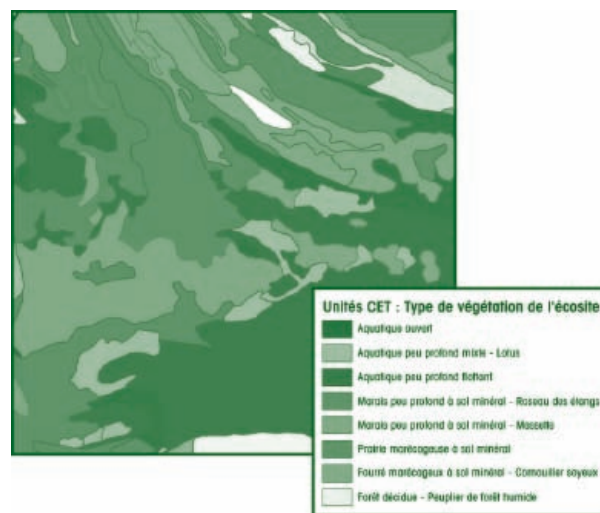 Unités CET : Type de végétation de l'écosite
Aquatique ouvert
Aquatique peu profond mixte - Lotus
Aquatique peu profond flottant
Marais peu profond à sol minéral - Roseau des étangs
Marais peu profond à sol minéral - Massette
Prairie marécageuse à sol minéral
Fourré marécageux à sol minéral - Cornouiller soyeux
Forêt décidue - Peuplier de forêt humide